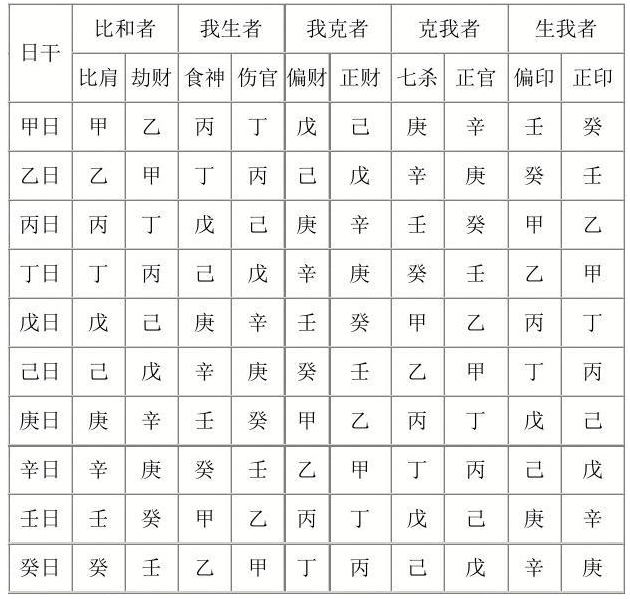 日干 比和者 我生者 我克者 克我者 生我者
比肩 劫财 食神 伤官 偏财 正财 七杀 正官 偏印 正印
甲日 甲 乙 丙 丁 戊 己 庚 辛 壬 癸
乙日 乙 甲 丁 丙 己 戊 辛 庚 癸 壬
丙日 丙 丁 戊 己 庚 辛 壬 癸 甲 乙
丁日 丁 丙 己 戊 辛 庚 癸 壬 乙 甲
戊日 戊 己 庚 辛 壬 癸 甲 乙 丙 丁
己日 己 戊 辛 庚 癸 壬 乙 甲 丁 丙
庚日 庚 辛 壬 癸 甲 乙 丙 丁 戊 己
辛日 辛 庚 癸 壬 乙 甲 丁 丙 己 戊
壬日 壬 癸 甲 乙 丙 丁 戊 己 庚 辛
癸日 癸 壬 乙 甲 丁 丙 己 戊 辛 庚